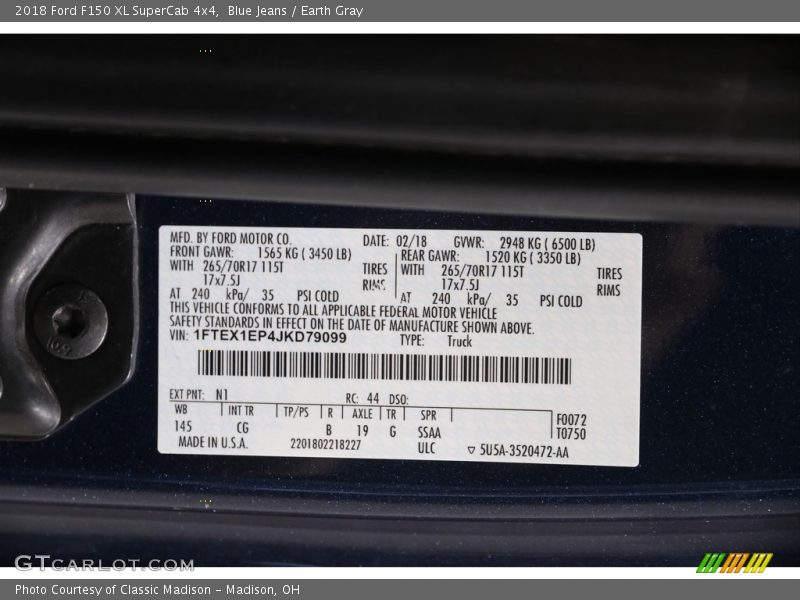 2018 Ford F150 XL SuperCab 4x4, Blue Jeans / Earth Gray
MFD. BY FORD MOTOR CO. DATE: 02/18 GVWR: 2948 KG ( 6500 LB)
FRONT GAWR: 1565 KG ( 3450 LB) REAR GAWR: 1520 KG ( 3350 LB)
WITH 265/70R17 115T TIRES WITH 265/70R17 115T TIRES
17x7.5J RIMS 17x7.5J RIMS
AT 240 kPa/ 35 PSI COLD AT 240 kPa/ 35 PSI COLD
THIS VEHICLE CONFORMS TO ALL APPLICABLE FEDERAL MOTOR VEHICLE
SAFETY STANDARDS IN EFFECT ON THE DATE OF MANUFACTURE SHOWN ABOVE.
VIN: 1FTEX1EP4JKD79099 TYPE: Truck
EXT PNT: N1 RC: 44 DSO:
WB INT TR TP/PS R AXLE TR SPR F0072
145 CG B 19 G SSAA T0750
MADE IN U.S.A. 2201802218227 ULC ▽ 5U5A-3520472-AA
10.9
GTCARLOT.COM
Photo Courtesy of Classic Madison - Madison, OH